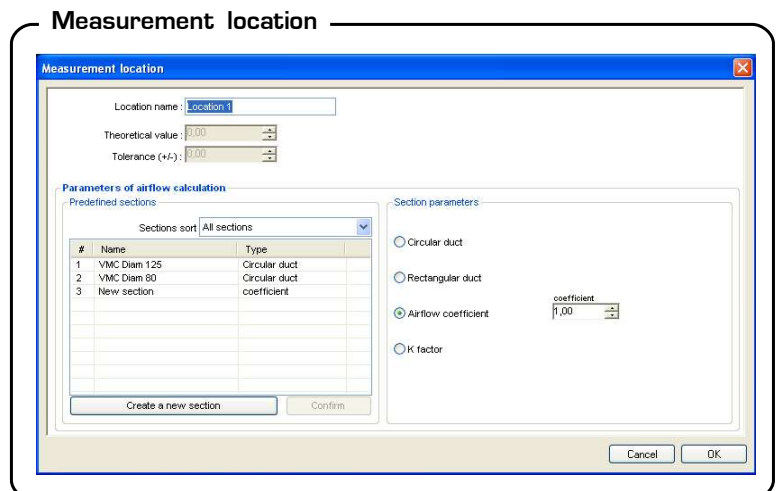 Measurement location
Measurement location
Location name : Location 1
Theoretical value : 0,00
Tolerance (+/-) : 0,00
Parameters of airflow calculation
Predefined sections
Sections sort All sections
# Name Type
1 VMC Diam 125 Circular duct
2 VMC Diam 80 Circular duct
3 New section coefficient
Create a new section Confirm
Section parameters
Circular duct
Rectangular duct
coefficient
Airflow coefficient 1,00
K factor
Cancel OK